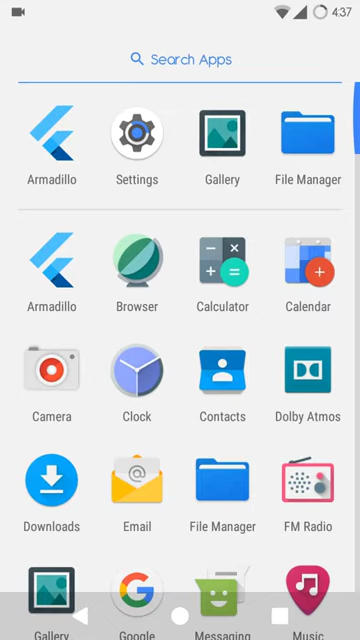 4:37
Search Apps
Armadillo Settings Gallery File Manager
Armadillo Browser Calculator Calendar
Camera Clock Contacts Dolby Atmos
Downloads Email File Manager FM Radio
Gallery Google Messaging Music